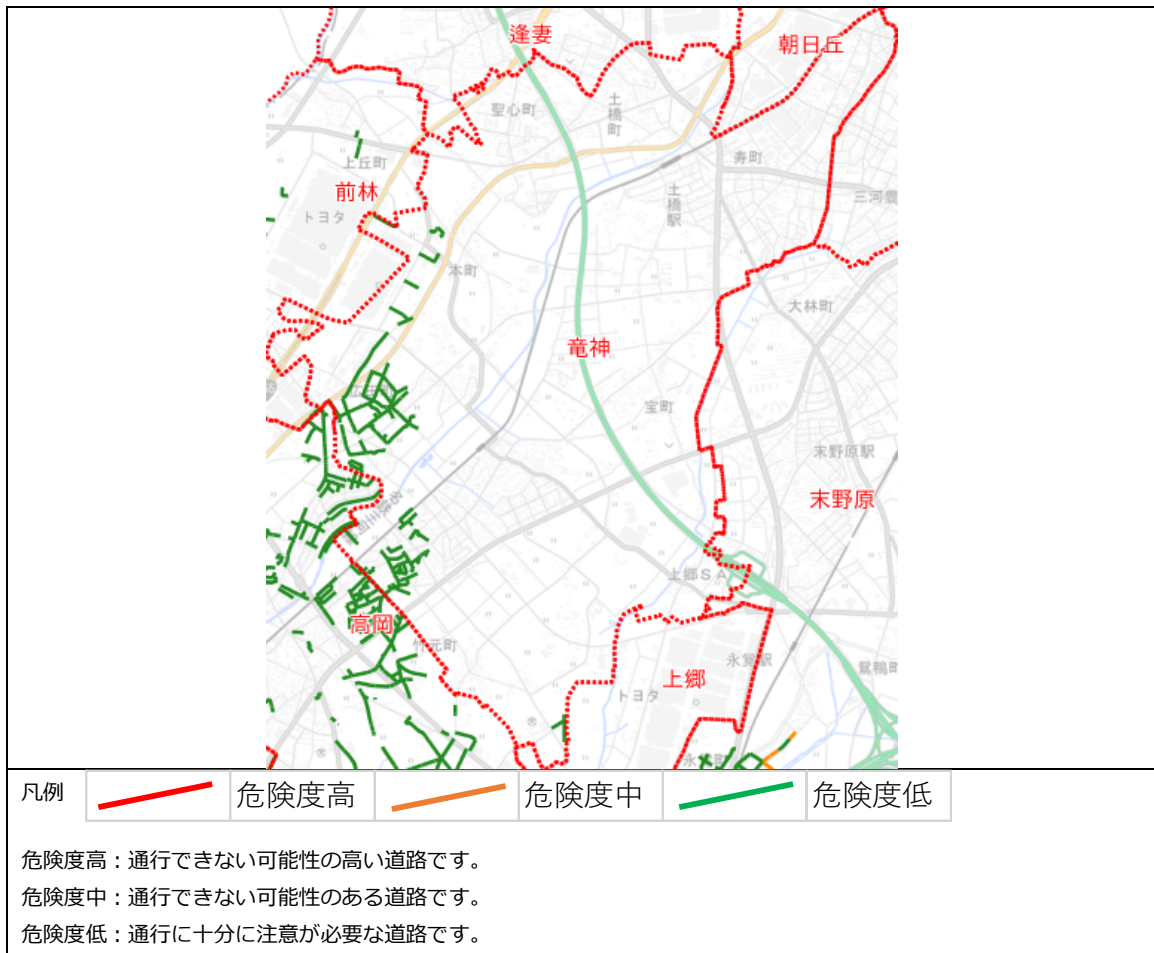 逢妻
朝日丘
聖心町
土橋町
上丘町
寿町
前林
三河豊
トヨタ
土橋駅
本町
大林町
竜神
宝町
末野原駅
末野原
上郷SA
高岡
竹元町
永覚駅
鴛鴨町
上郷
トヨタ
凡例 危険度高 危険度中 危険度低
危険度高：通行できない可能性の高い道路です。
危険度中：通行できない可能性のある道路です。
危険度低：通行に十分に注意が必要な道路です。